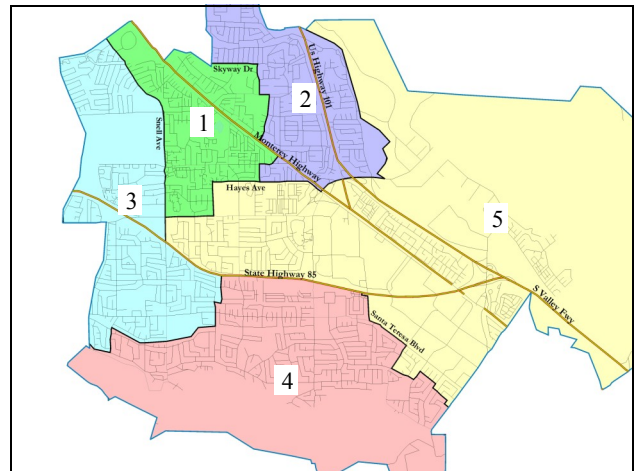 Skyway Dr
Us Highway 101
2
1
Snell Ave
Monterey Highway
Hayes Ave
3
5
State Highway 85
S Valley Fwy
Santa Teresa Blvd
4